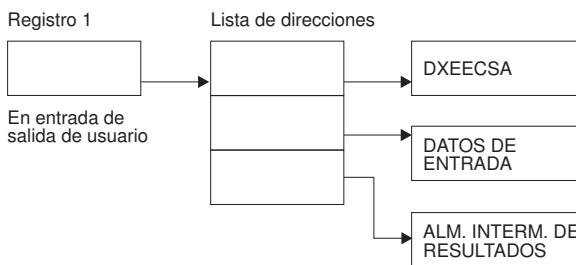 Registro 1
Lista de direcciones
DXEECSA
En entrada de
salida de usuario
DATOS DE
ENTRADA
ALM. INTERM. DE
RESULTADOS